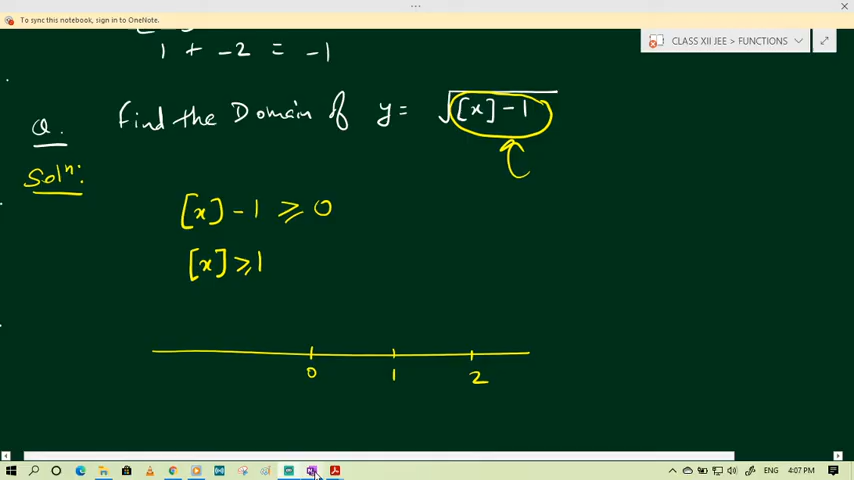 To sync this notebook, sign in to OneNote.
CLASS XII JEE > FUNCTIONS
1 + -2 = -1
Q. Find the Domain of y = √[x] - 1
Solⁿ:
[x] - 1 ⩾ 0
[x] ⩾ 1
0 1 2
ENG 4:07 PM